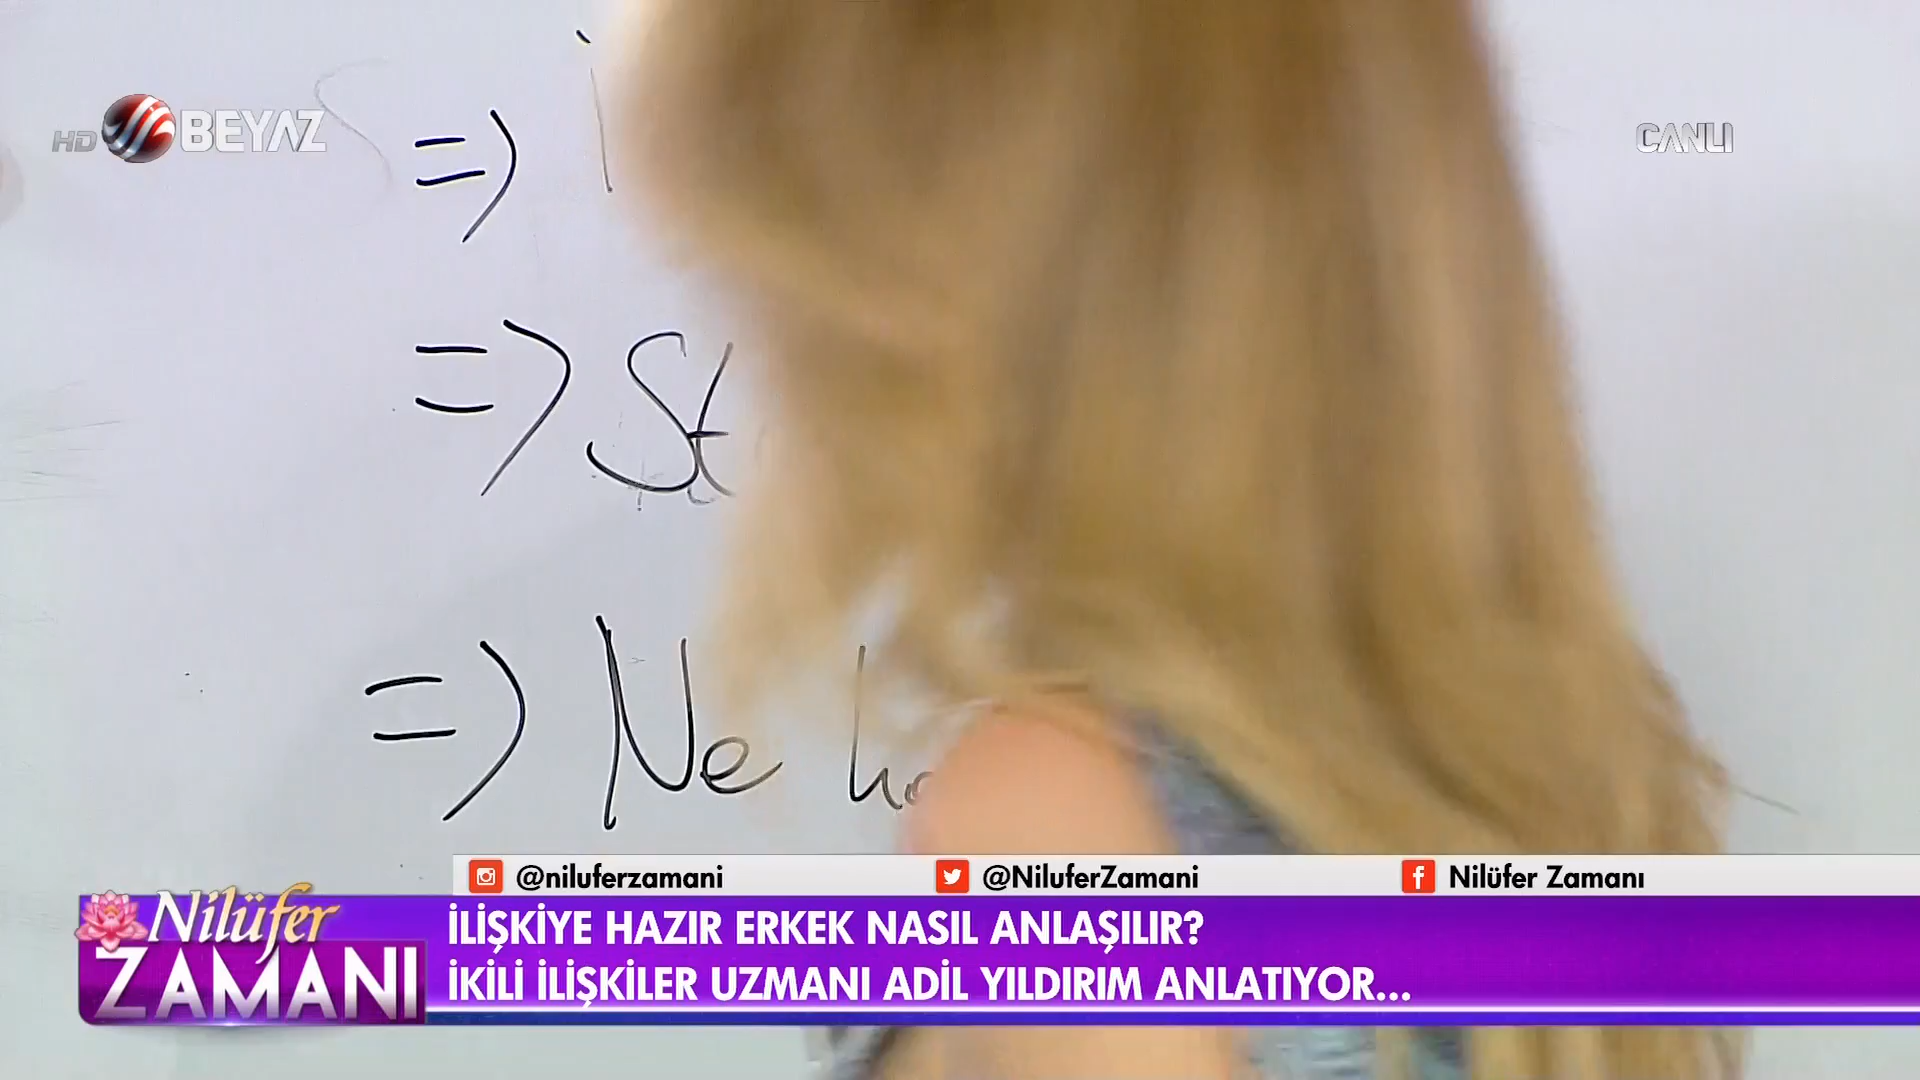 HD BEYAZ
CANLI
=>
=> St
=> Ne
@niluferzamani
@NiluferZamani
Nilüfer Zamanı
Nilüfer
ZAMANI
İLİŞKİYE HAZIR ERKEK NASIL ANLAŞILIR?
İKİLİ İLİŞKİLER UZMANI ADİL YILDIRIM ANLATIYOR...